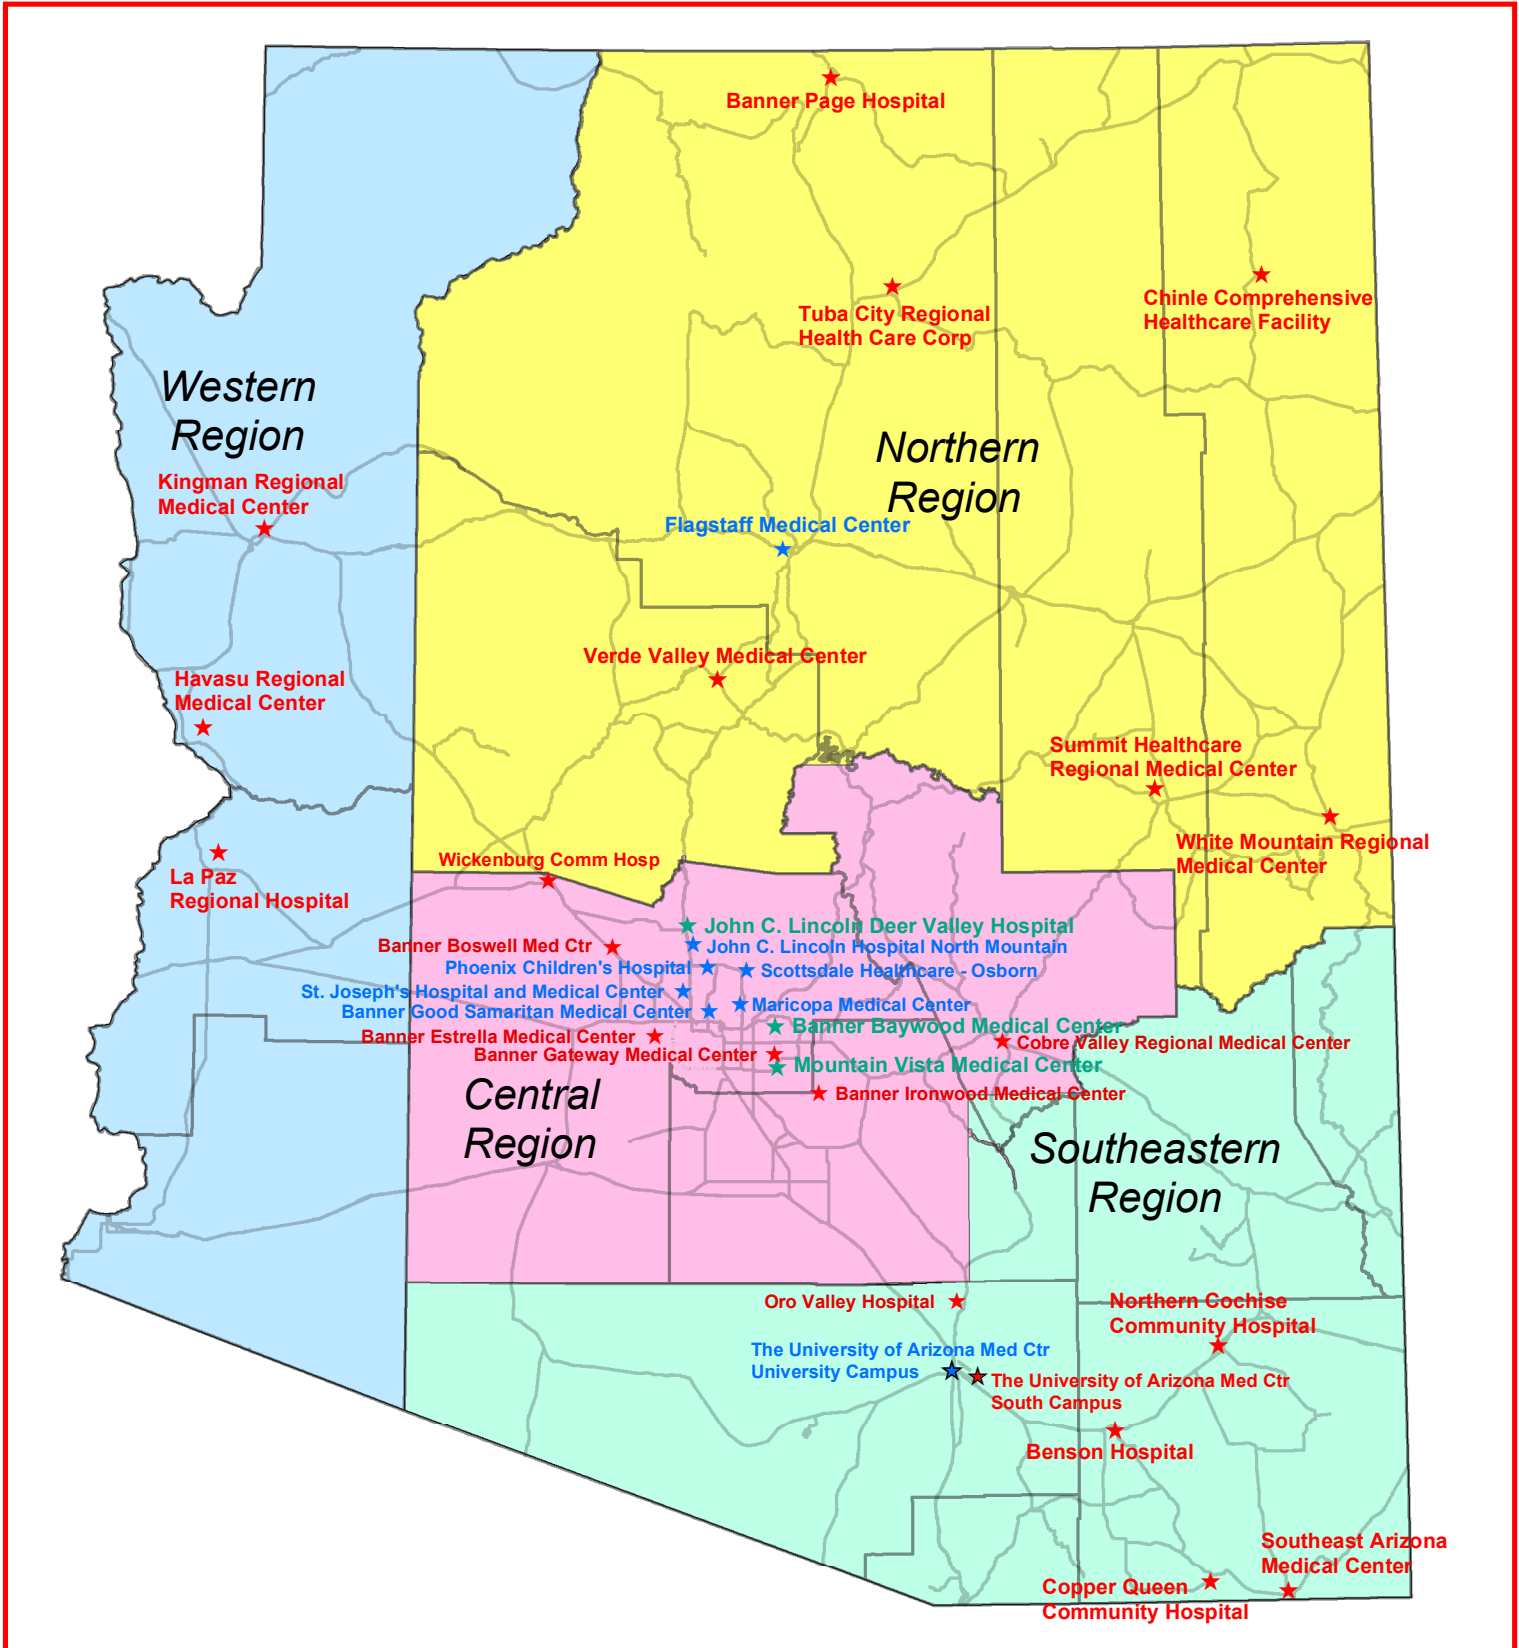 Banner Page Hospital
Tuba City Regional
Health Care Corp
Chinle Comprehensive
Healthcare Facility
Western
Region
Kingman Regional
Medical Center
Northern
Region
Flagstaff Medical Center
Verde Valley Medical Center
Havasu Regional
Medical Center
Summit Healthcare
Regional Medical Center
White Mountain Regional
Medical Center
La Paz
Regional Hospital
Wickenburg Comm Hosp
John C. Lincoln Deer Valley Hospital
Banner Boswell Med Ctr
John C. Lincoln Hospital North Mountain
Phoenix Children's Hospital
Scottsdale Healthcare - Osborn
St. Joseph's Hospital and Medical Center
Banner Good Samaritan Medical Center
Maricopa Medical Center
Banner Baywood Medical Center
Banner Estrella Medical Center
Cobre Valley Regional Medical Center
Banner Gateway Medical Center
Mountain Vista Medical Center
Banner Ironwood Medical Center
Central
Region
Southeastern
Region
Oro Valley Hospital
Northern Cochise
Community Hospital
The University of Arizona Med Ctr
University Campus
The University of Arizona Med Ctr
South Campus
Benson Hospital
Southeast Arizona
Medical Center
Copper Queen
Community Hospital